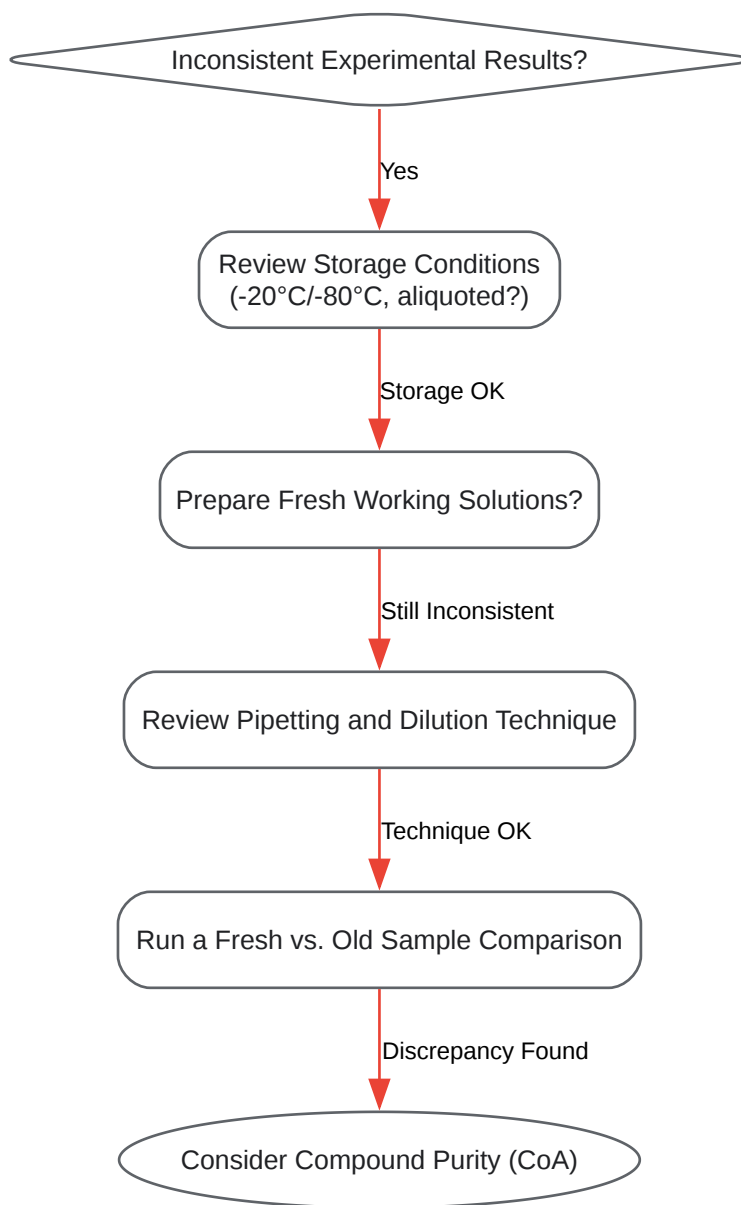 Inconsistent Experimental Results?
Yes
Review Storage Conditions
(-20°C/-80°C, aliquoted?)
Storage OK
Prepare Fresh Working Solutions?
Still Inconsistent
Review Pipetting and Dilution Technique
Technique OK
Run a Fresh vs. Old Sample Comparison
Discrepancy Found
Consider Compound Purity (CoA)